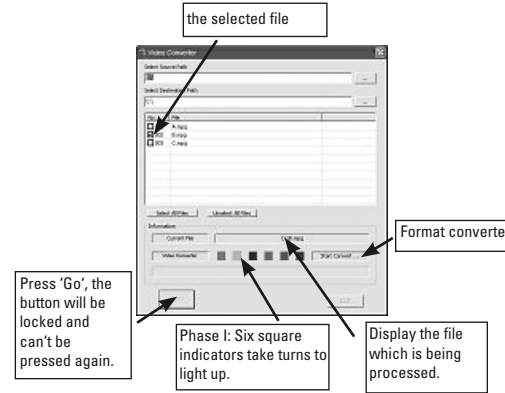 the selected file
Video Converter
Select Source Path
Select Destination Path
C:\
File
A.mpg
B.mpg
C.mpg
Select All Files
Unselect All Files
Information
Current File
Video Converter
Start Convert...
Format converte
Press ‘Go’, the
button will be
locked and
can’t be
pressed again.
Phase I: Six square
indicators take turns to
light up.
Display the file
which is being
processed.